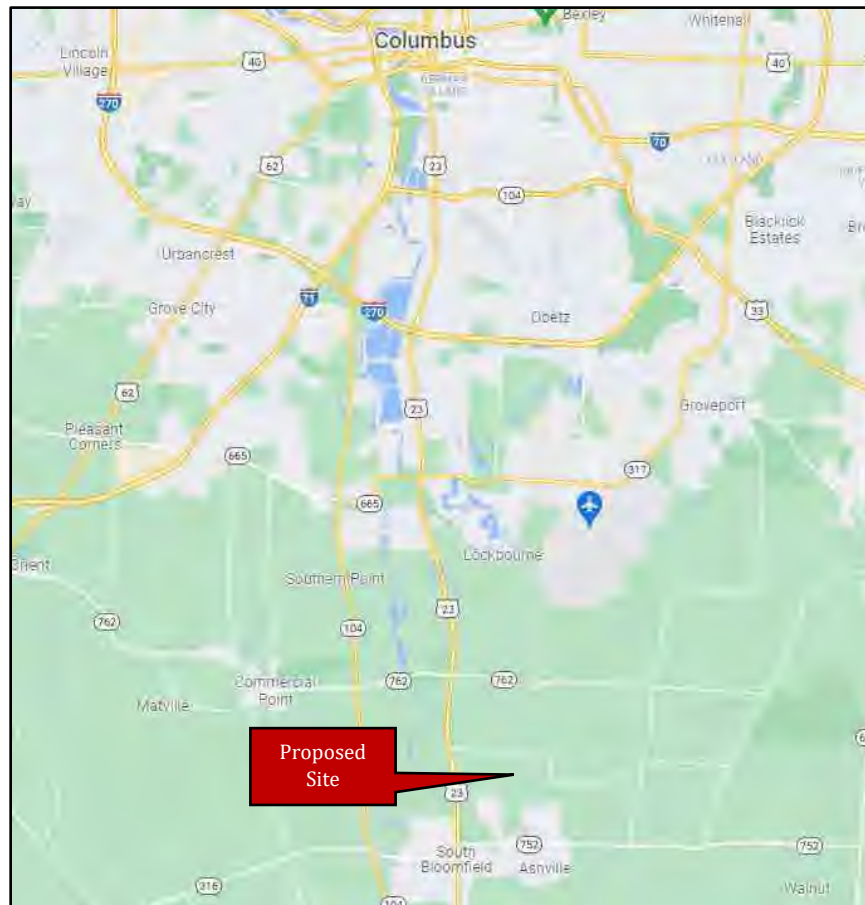 Bexley
Whitehall
Columbus
Lincoln
Village
40
40
270
70
62
23
104
Blacklick
Estates
Urbancrest
71
Grove City
270
Obetz
33
62
23
Groveport
Pleasant
Corners
665
317
665
Lockbourne
Southern Point
23
762
104
Commercial
Point
762
762
Matville
Proposed
Site
23
752
752
South
Bloomfield
Ashville
316
Walnut
104